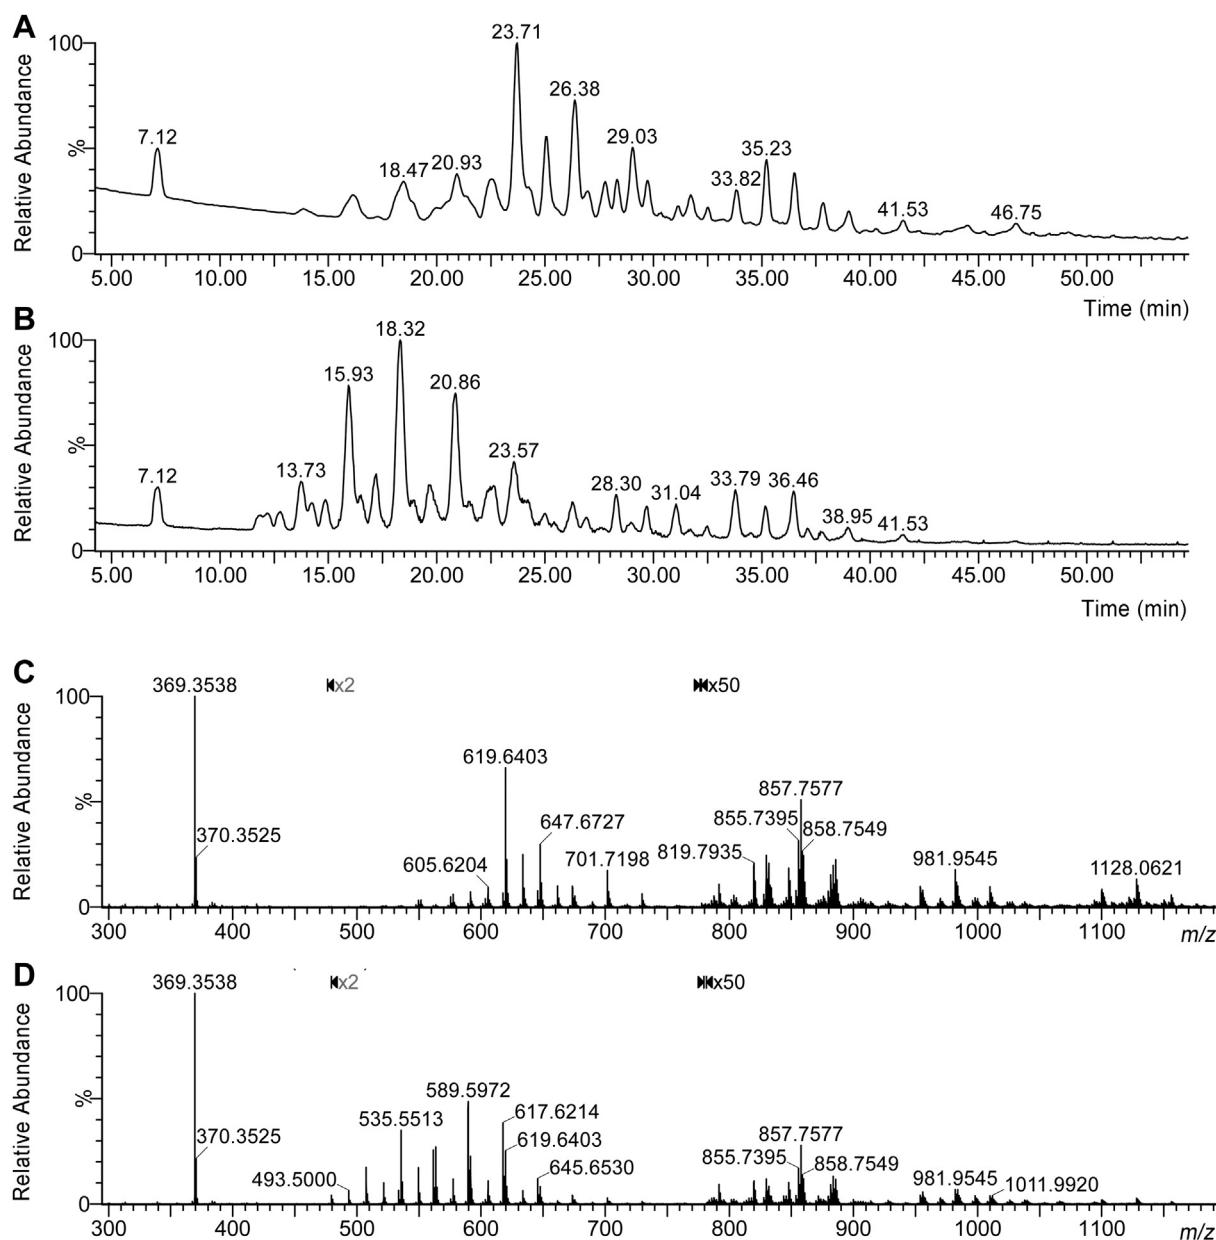 A
Relative Abundance
%
100
0
23.71
26.38
7.12
29.03
35.23
18.47 20.93
33.82
41.53
46.75
5.00 10.00 15.00 20.00 25.00 30.00 35.00 40.00 45.00 50.00
Time (min)
B
Relative Abundance
%
100
0
18.32
15.93
20.86
23.57
7.12
13.73
28.30
31.04
33.79 36.46
38.95
41.53
5.00 10.00 15.00 20.00 25.00 30.00 35.00 40.00 45.00 50.00
Time (min)
C
Relative Abundance
%
100
0
369.3538
x2
x50
619.6403
857.7577
370.3525
647.6727
855.7395
858.7549
605.6204
701.7198
819.7935
981.9545
1128.0621
300 400 500 600 700 800 900 1000 1100
m/z
D
Relative Abundance
%
100
0
369.3538
x2
x50
589.5972
535.5513
617.6214
370.3525
619.6403
857.7577
493.5000
645.6530
855.7395
858.7549
981.9545
1011.9920
300 400 500 600 700 800 900 1000 1100
m/z